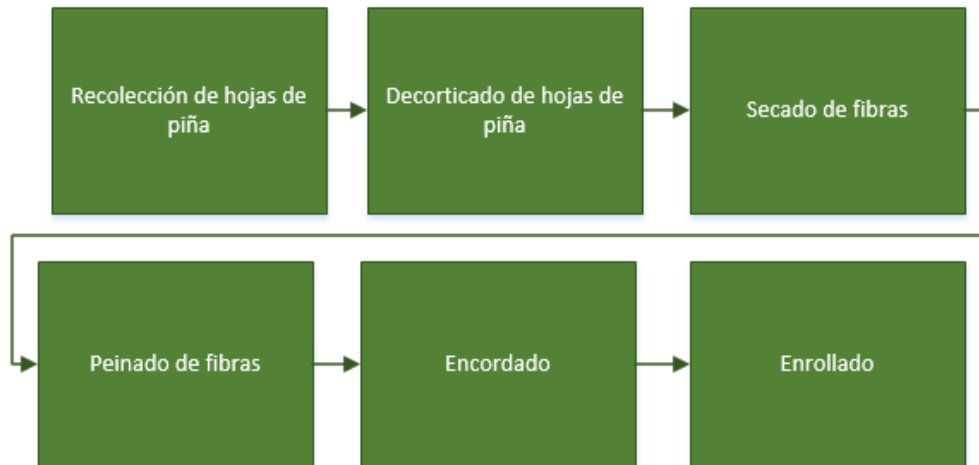 Recolección de hojas de
piña
Decorticado de hojas de
piña
Secado de fibras
Peinado de fibras
Encordado
Enrollado